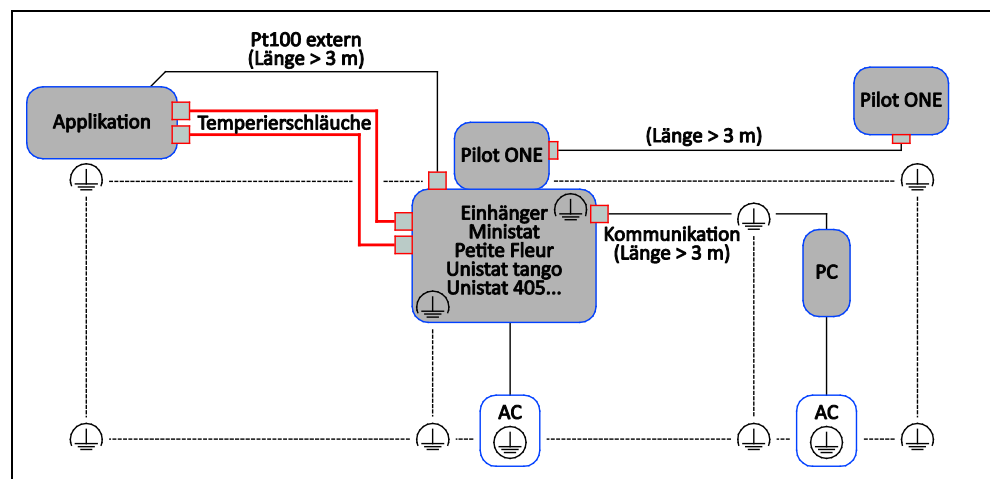 Pt100 extern
(Länge > 3 m)
Applikation
Temperierschläuche
Pilot ONE
(Länge > 3 m)
Pilot ONE
Einhänger
Ministat
Petite Fleur
Unistat tango
Unistat 405...
Kommunikation
(Länge > 3 m)
PC
AC
AC